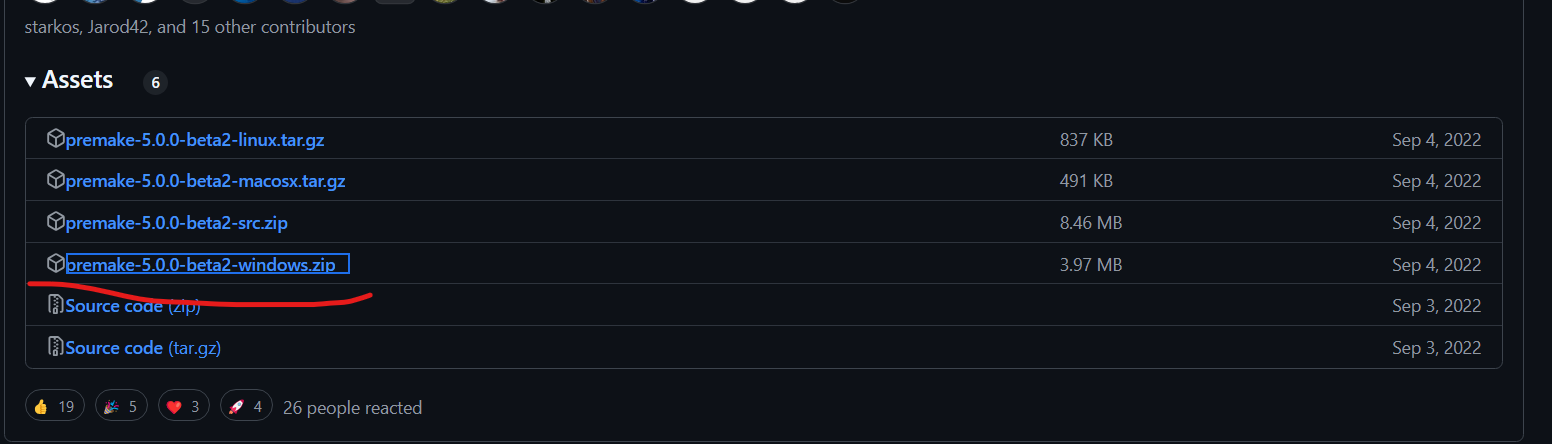 starkos, Jarod42, and 15 other contributors
Assets 6
premake-5.0.0-beta2-linux.tar.gz 837 KB Sep 4, 2022
premake-5.0.0-beta2-macosx.tar.gz 491 KB Sep 4, 2022
premake-5.0.0-beta2-src.zip 8.46 MB Sep 4, 2022
premake-5.0.0-beta2-windows.zip 3.97 MB Sep 4, 2022
Source code (zip) Sep 3, 2022
Source code (tar.gz) Sep 3, 2022
19 5 3 4 26 people reacted